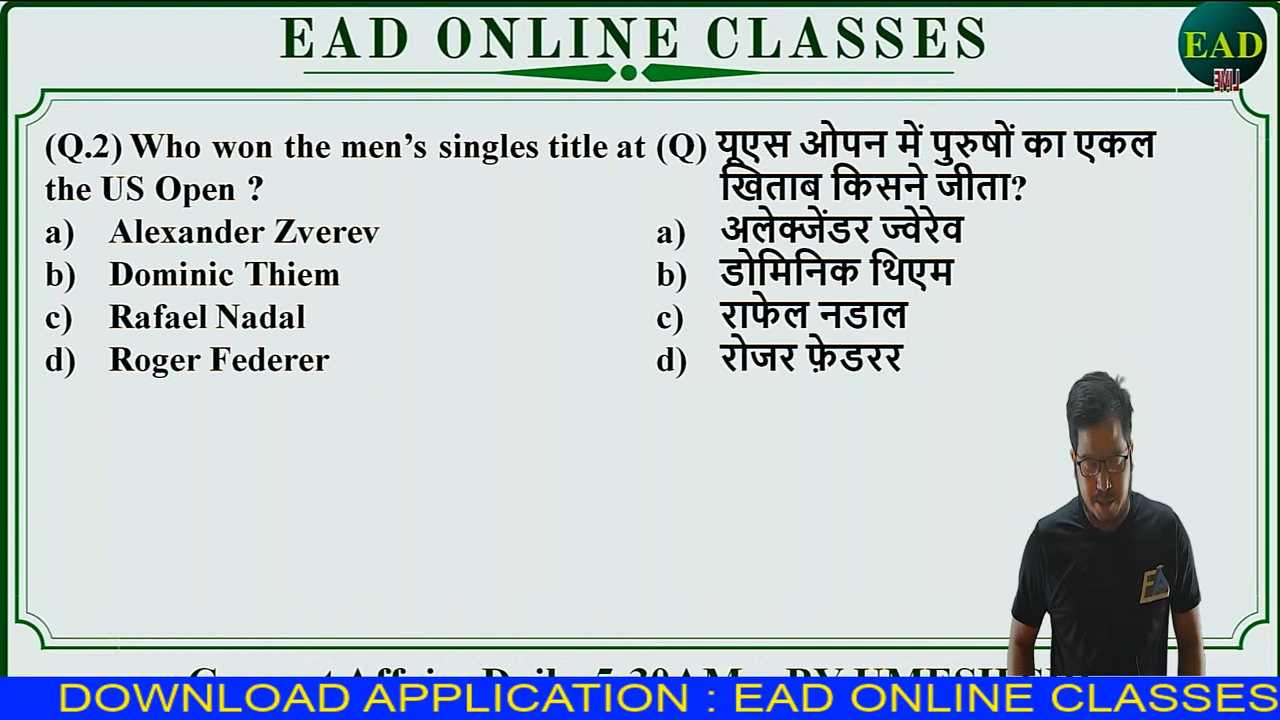 EAD ONLINE CLASSES
EAD
LIVE
(Q.2) Who won the men’s singles title at
the US Open ?
a) Alexander Zverev
b) Dominic Thiem
c) Rafael Nadal
d) Roger Federer
(Q) यूएस ओपन में पुरुषों का एकल
खिताब किसने जीता?
a) अलेक्जेंडर ज्वेरेव
b) डोमिनिक थिएम
c) राफेल नडाल
d) रोजर फ़ेडरर
DOWNLOAD APPLICATION : EAD ONLINE CLASSES